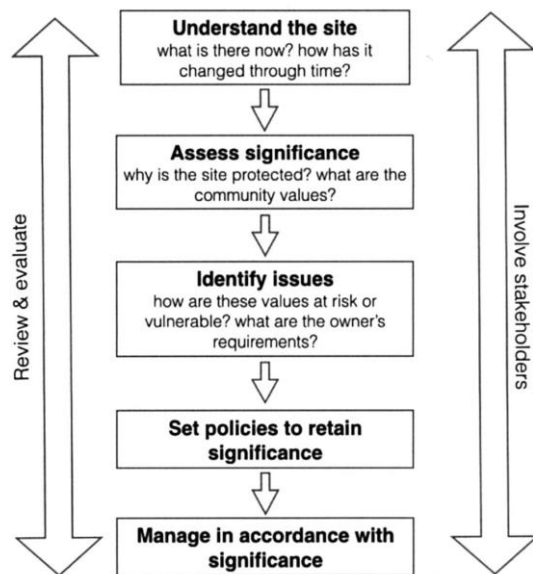 Understand the site
what is there now? how has it
changed through time?
Assess significance
why is the site protected? what are the
community values?
Identify issues
how are these values at risk or
vulnerable? what are the owner's
requirements?
Set policies to retain
significance
Manage in accordance with
significance
Review & evaluate
Involve stakeholders